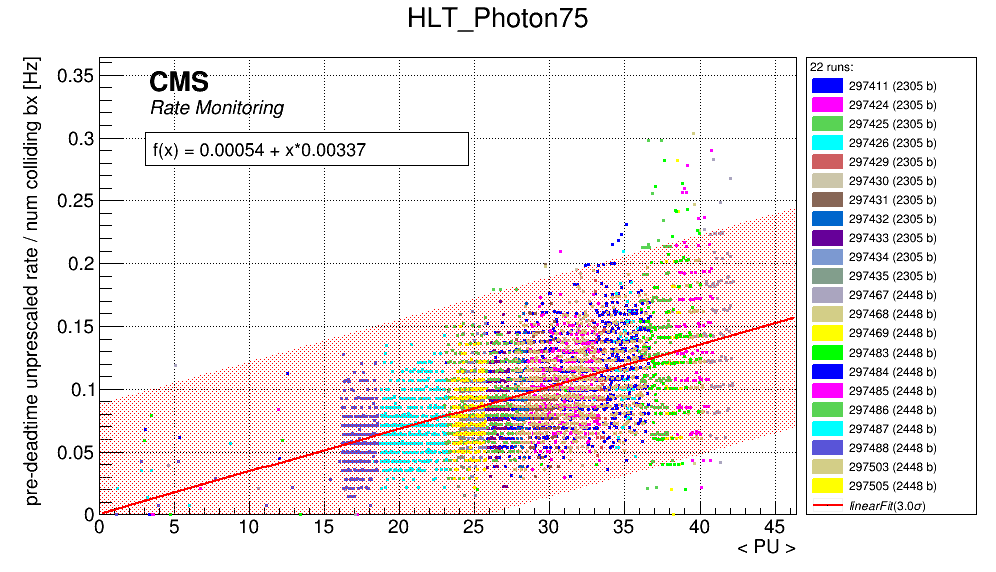 HLT_Photon75
pre-deadtime unprescaled rate / num colliding bx [Hz]
0.35
0.3
0.25
0.2
0.15
0.1
0.05
0
CMS
Rate Monitoring
f(x) = 0.00054 + x*0.00337
0 5 10 15 20 25 30 35 40 45
< PU >
22 runs:
297411 (2305 b)
297424 (2305 b)
297425 (2305 b)
297426 (2305 b)
297429 (2305 b)
297430 (2305 b)
297431 (2305 b)
297432 (2305 b)
297433 (2305 b)
297434 (2305 b)
297435 (2305 b)
297467 (2448 b)
297468 (2448 b)
297469 (2448 b)
297483 (2448 b)
297484 (2448 b)
297485 (2448 b)
297486 (2448 b)
297487 (2448 b)
297488 (2448 b)
297503 (2448 b)
297505 (2448 b)
linearFit(3.0σ)